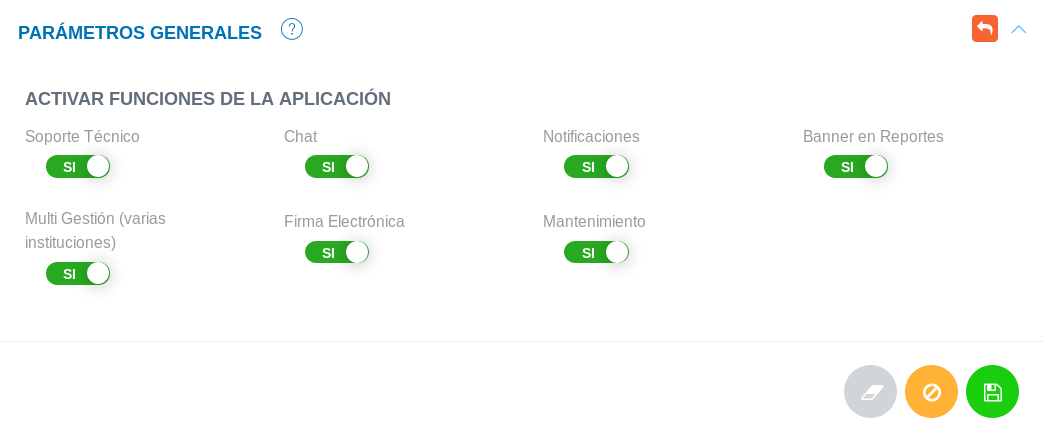 PARÁMETROS GENERALES ?
ACTIVAR FUNCIONES DE LA APLICACIÓN
Soporte Técnico
SI
Chat
SI
Notificaciones
SI
Banner en Reportes
SI
Multi Gestión (varias
instituciones)
SI
Firma Electrónica
SI
Mantenimiento
SI